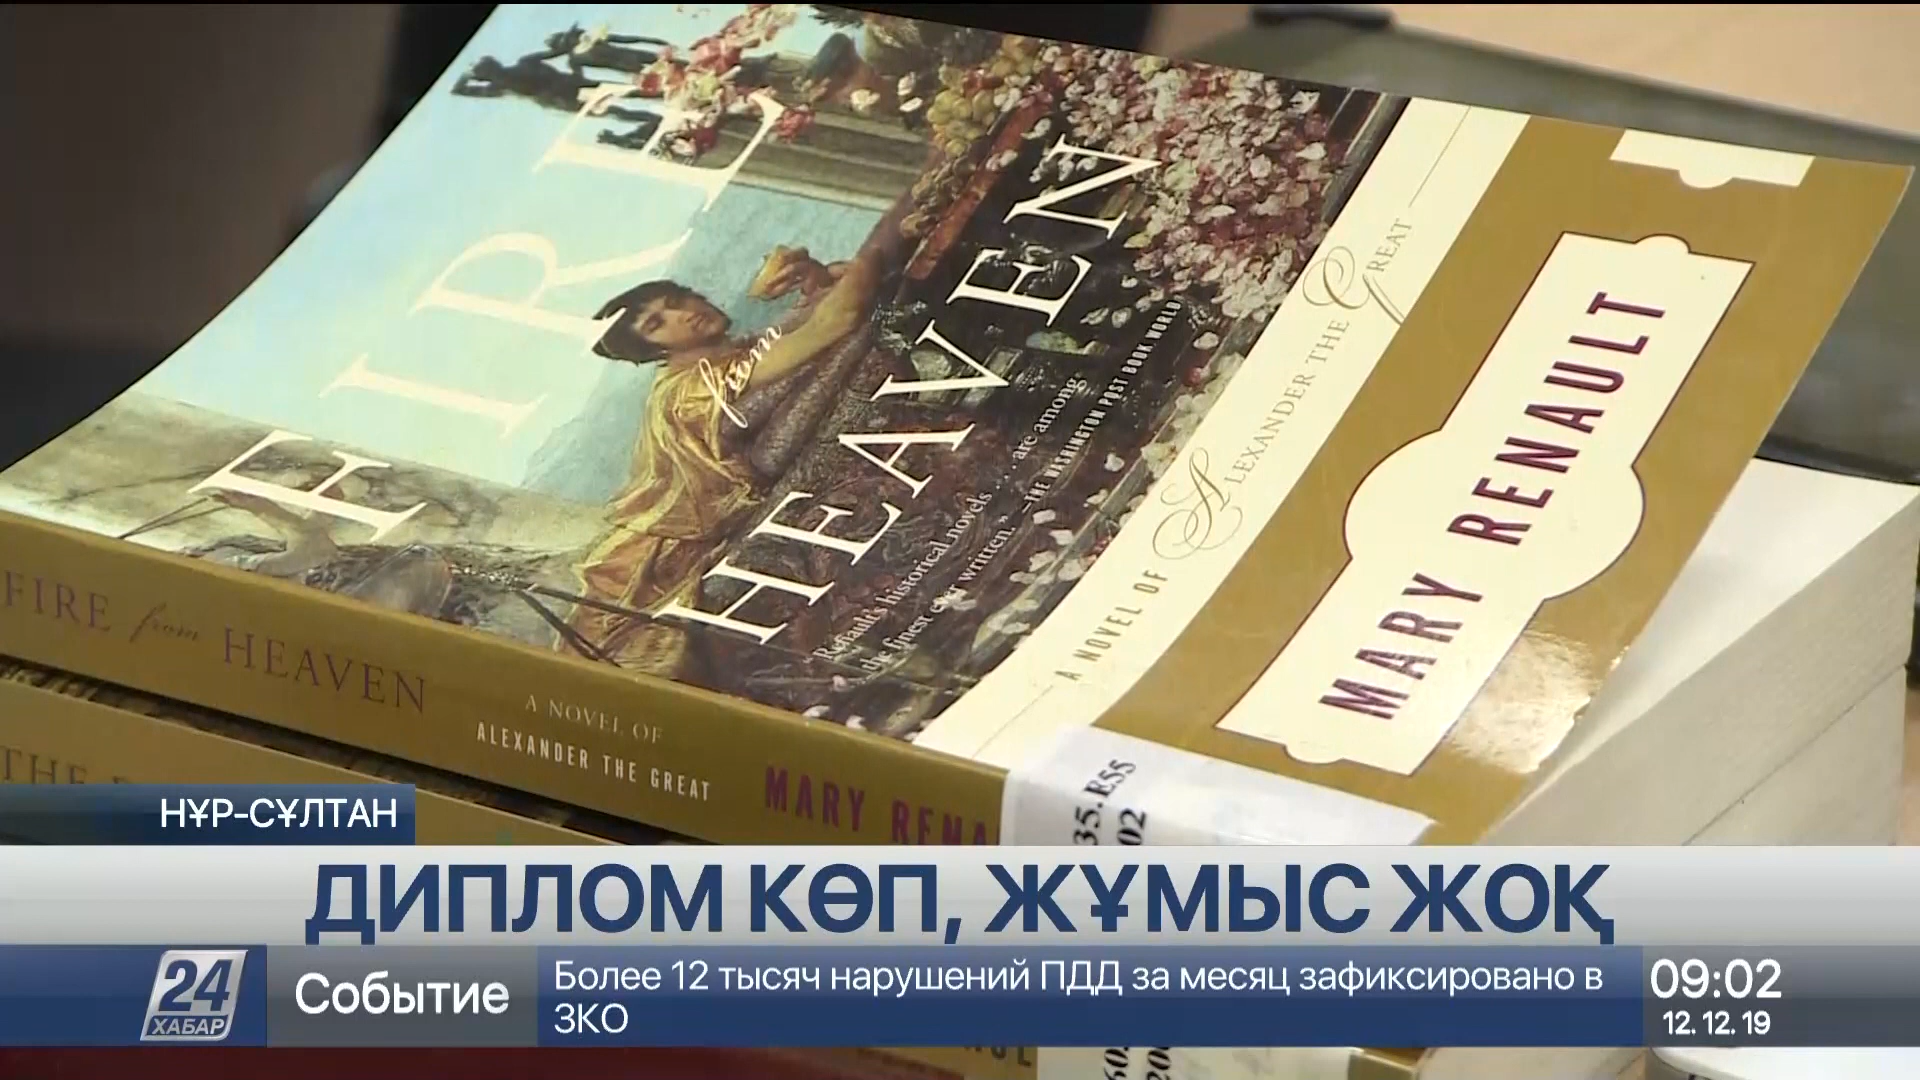 FIRE
from
HEAVEN
"Renault's historical novels . . . are among
the finest ever written." —THE WASHINGTON POST BOOK WORLD
A NOVEL OF ALEXANDER THE GREAT
MARY RENAULT
FIRE from HEAVEN
A NOVEL OF
ALEXANDER THE GREAT
MARY RENA
35.E55
02
THE
НҰР-СҰЛТАН
ДИПЛОМ КӨП, ЖҰМЫС ЖОҚ
24
ХАБАР
Событие
Более 12 тысяч нарушений ПДД за месяц зафиксировано в
ЗКО
09:02
12. 12. 19